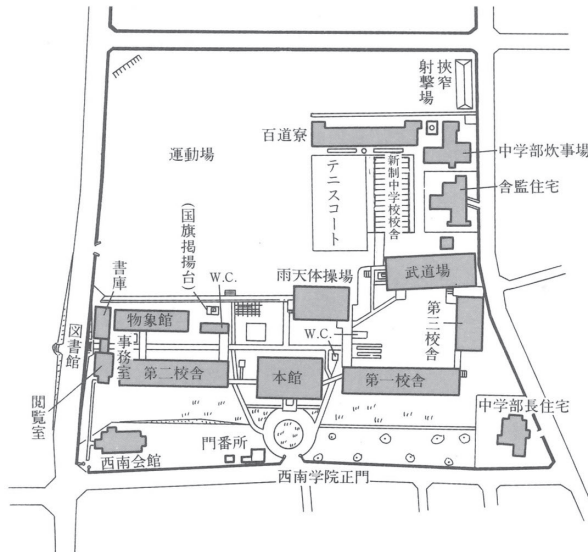 挾窄
射撃場
百道寮
運動場
中学部炊事場
新制中学校校舎
テニスコート
舎監住宅
(国旗掲揚台)
書庫
W.C.
雨天体操場
武道場
物象館
W.C.
第三校舎
図書館
事務室
第二校舎
本館
第一校舎
閲覧室
中学部長住宅
西南会館
門番所
西南学院正門